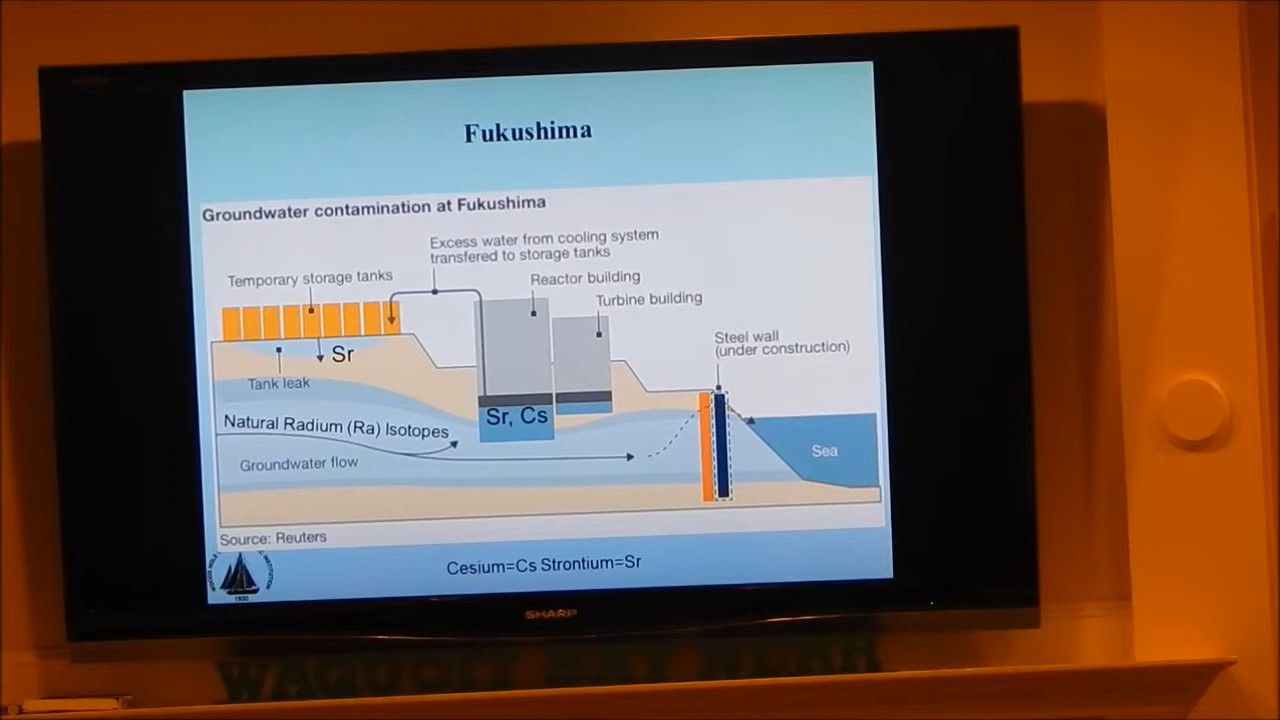 Fukushima
Groundwater contamination at Fukushima
Excess water from cooling system
transfered to storage tanks
Temporary storage tanks
Reactor building
Turbine building
Steel wall
(under construction)
Sr
Tank leak
Sr, Cs
Natural Radium (Ra) Isotopes
Groundwater flow
Sea
Source: Reuters
Cesium=Cs Strontium=Sr
1930
SHARP